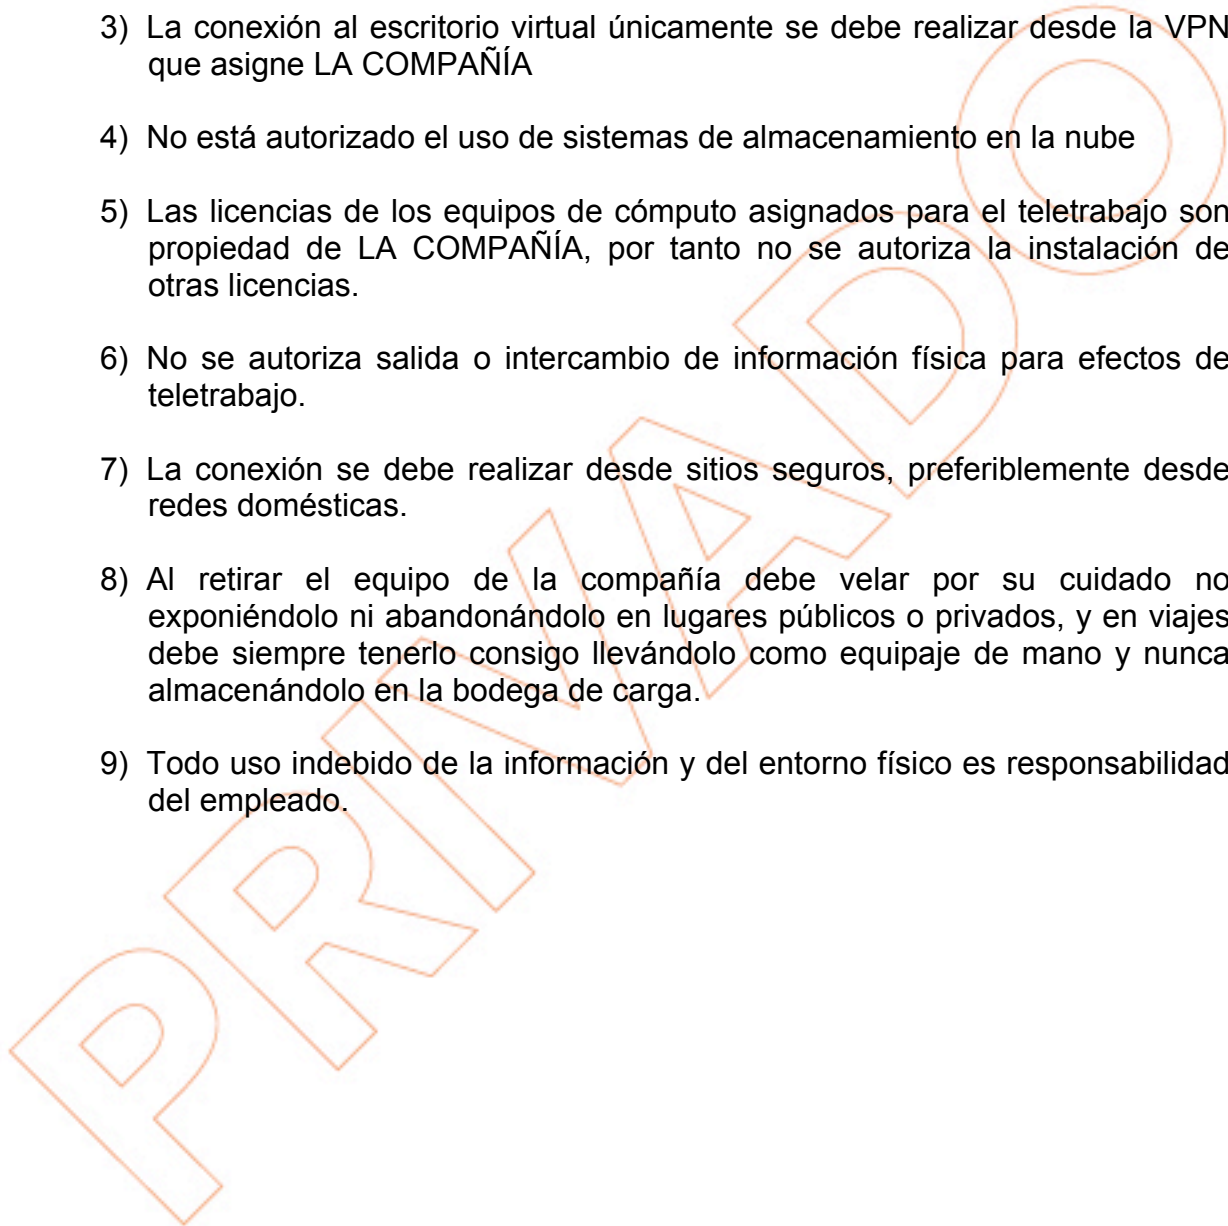 3) La conexión al escritorio virtual únicamente se debe realizar desde la VPN
que asigne LA COMPAÑÍA
4) No está autorizado el uso de sistemas de almacenamiento en la nube
5) Las licencias de los equipos de cómputo asignados para el teletrabajo son
propiedad de LA COMPAÑÍA, por tanto no se autoriza la instalación de
otras licencias.
6) No se autoriza salida o intercambio de información física para efectos de
teletrabajo.
7) La conexión se debe realizar desde sitios seguros, preferiblemente desde
redes domésticas.
8) Al retirar el equipo de la compañía debe velar por su cuidado no
exponiéndolo ni abandonándolo en lugares públicos o privados, y en viajes
debe siempre tenerlo consigo llevándolo como equipaje de mano y nunca
almacenándolo en la bodega de carga.
9) Todo uso indebido de la información y del entorno físico es responsabilidad
del empleado.
PRIVADO